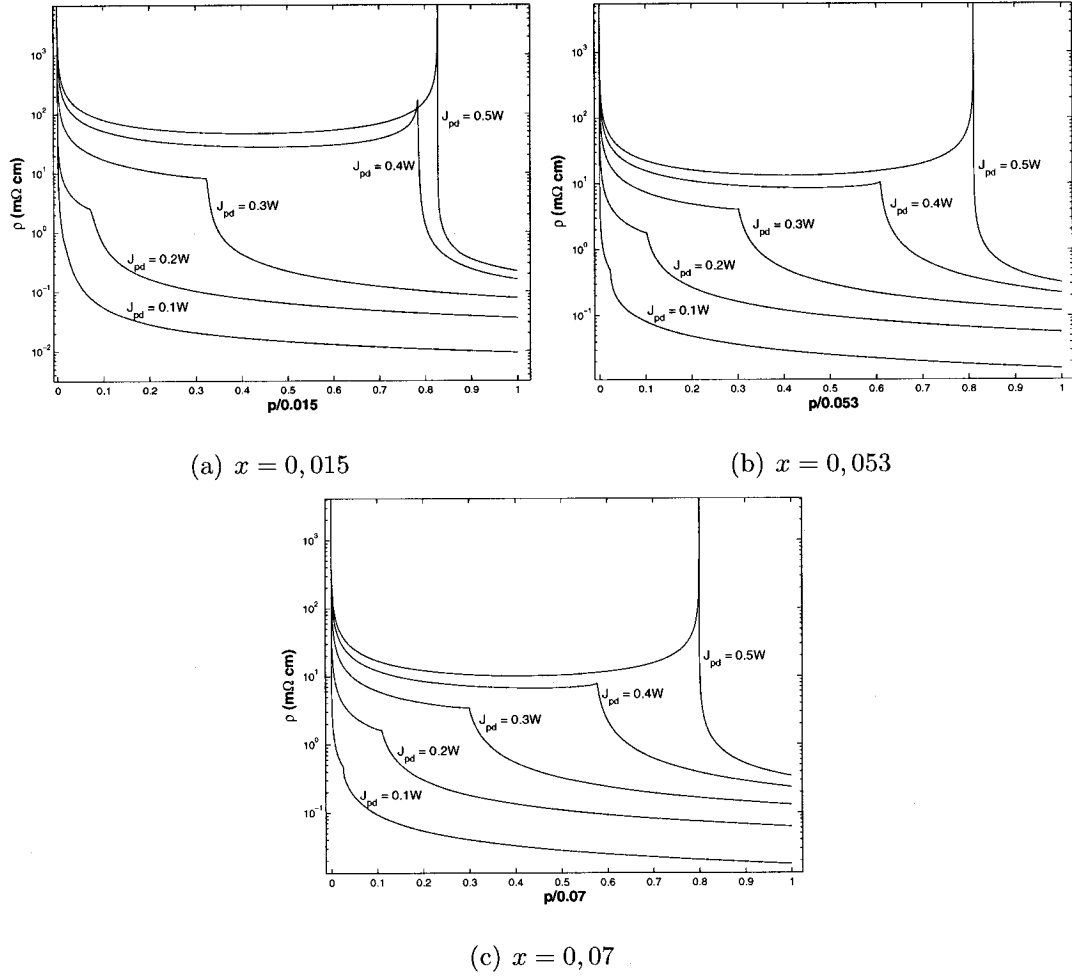 10³
10²
10¹
10⁰
10⁻¹
10⁻²
ρ (mΩ cm)
J_pd = 0.5W
J_pd = 0.4W
J_pd = 0.3W
J_pd = 0.2W
J_pd = 0.1W
0 0.1 0.2 0.3 0.4 0.5 0.6 0.7 0.8 0.9 1
p/0.015
(a) x = 0,015
10³
10²
10¹
10⁰
10⁻¹
ρ (mΩ cm)
J_pd = 0.5W
J_pd = 0.4W
J_pd = 0.3W
J_pd = 0.2W
J_pd = 0.1W
0 0.1 0.2 0.3 0.4 0.5 0.6 0.7 0.8 0.9 1
p/0.053
(b) x = 0,053
10³
10²
10¹
10⁰
10⁻¹
ρ (mΩ cm)
J_pd = 0.5W
J_pd = 0.4W
J_pd = 0.3W
J_pd = 0.2W
J_pd = 0.1W
0 0.1 0.2 0.3 0.4 0.5 0.6 0.7 0.8 0.9 1
p/0.07
(c) x = 0,07